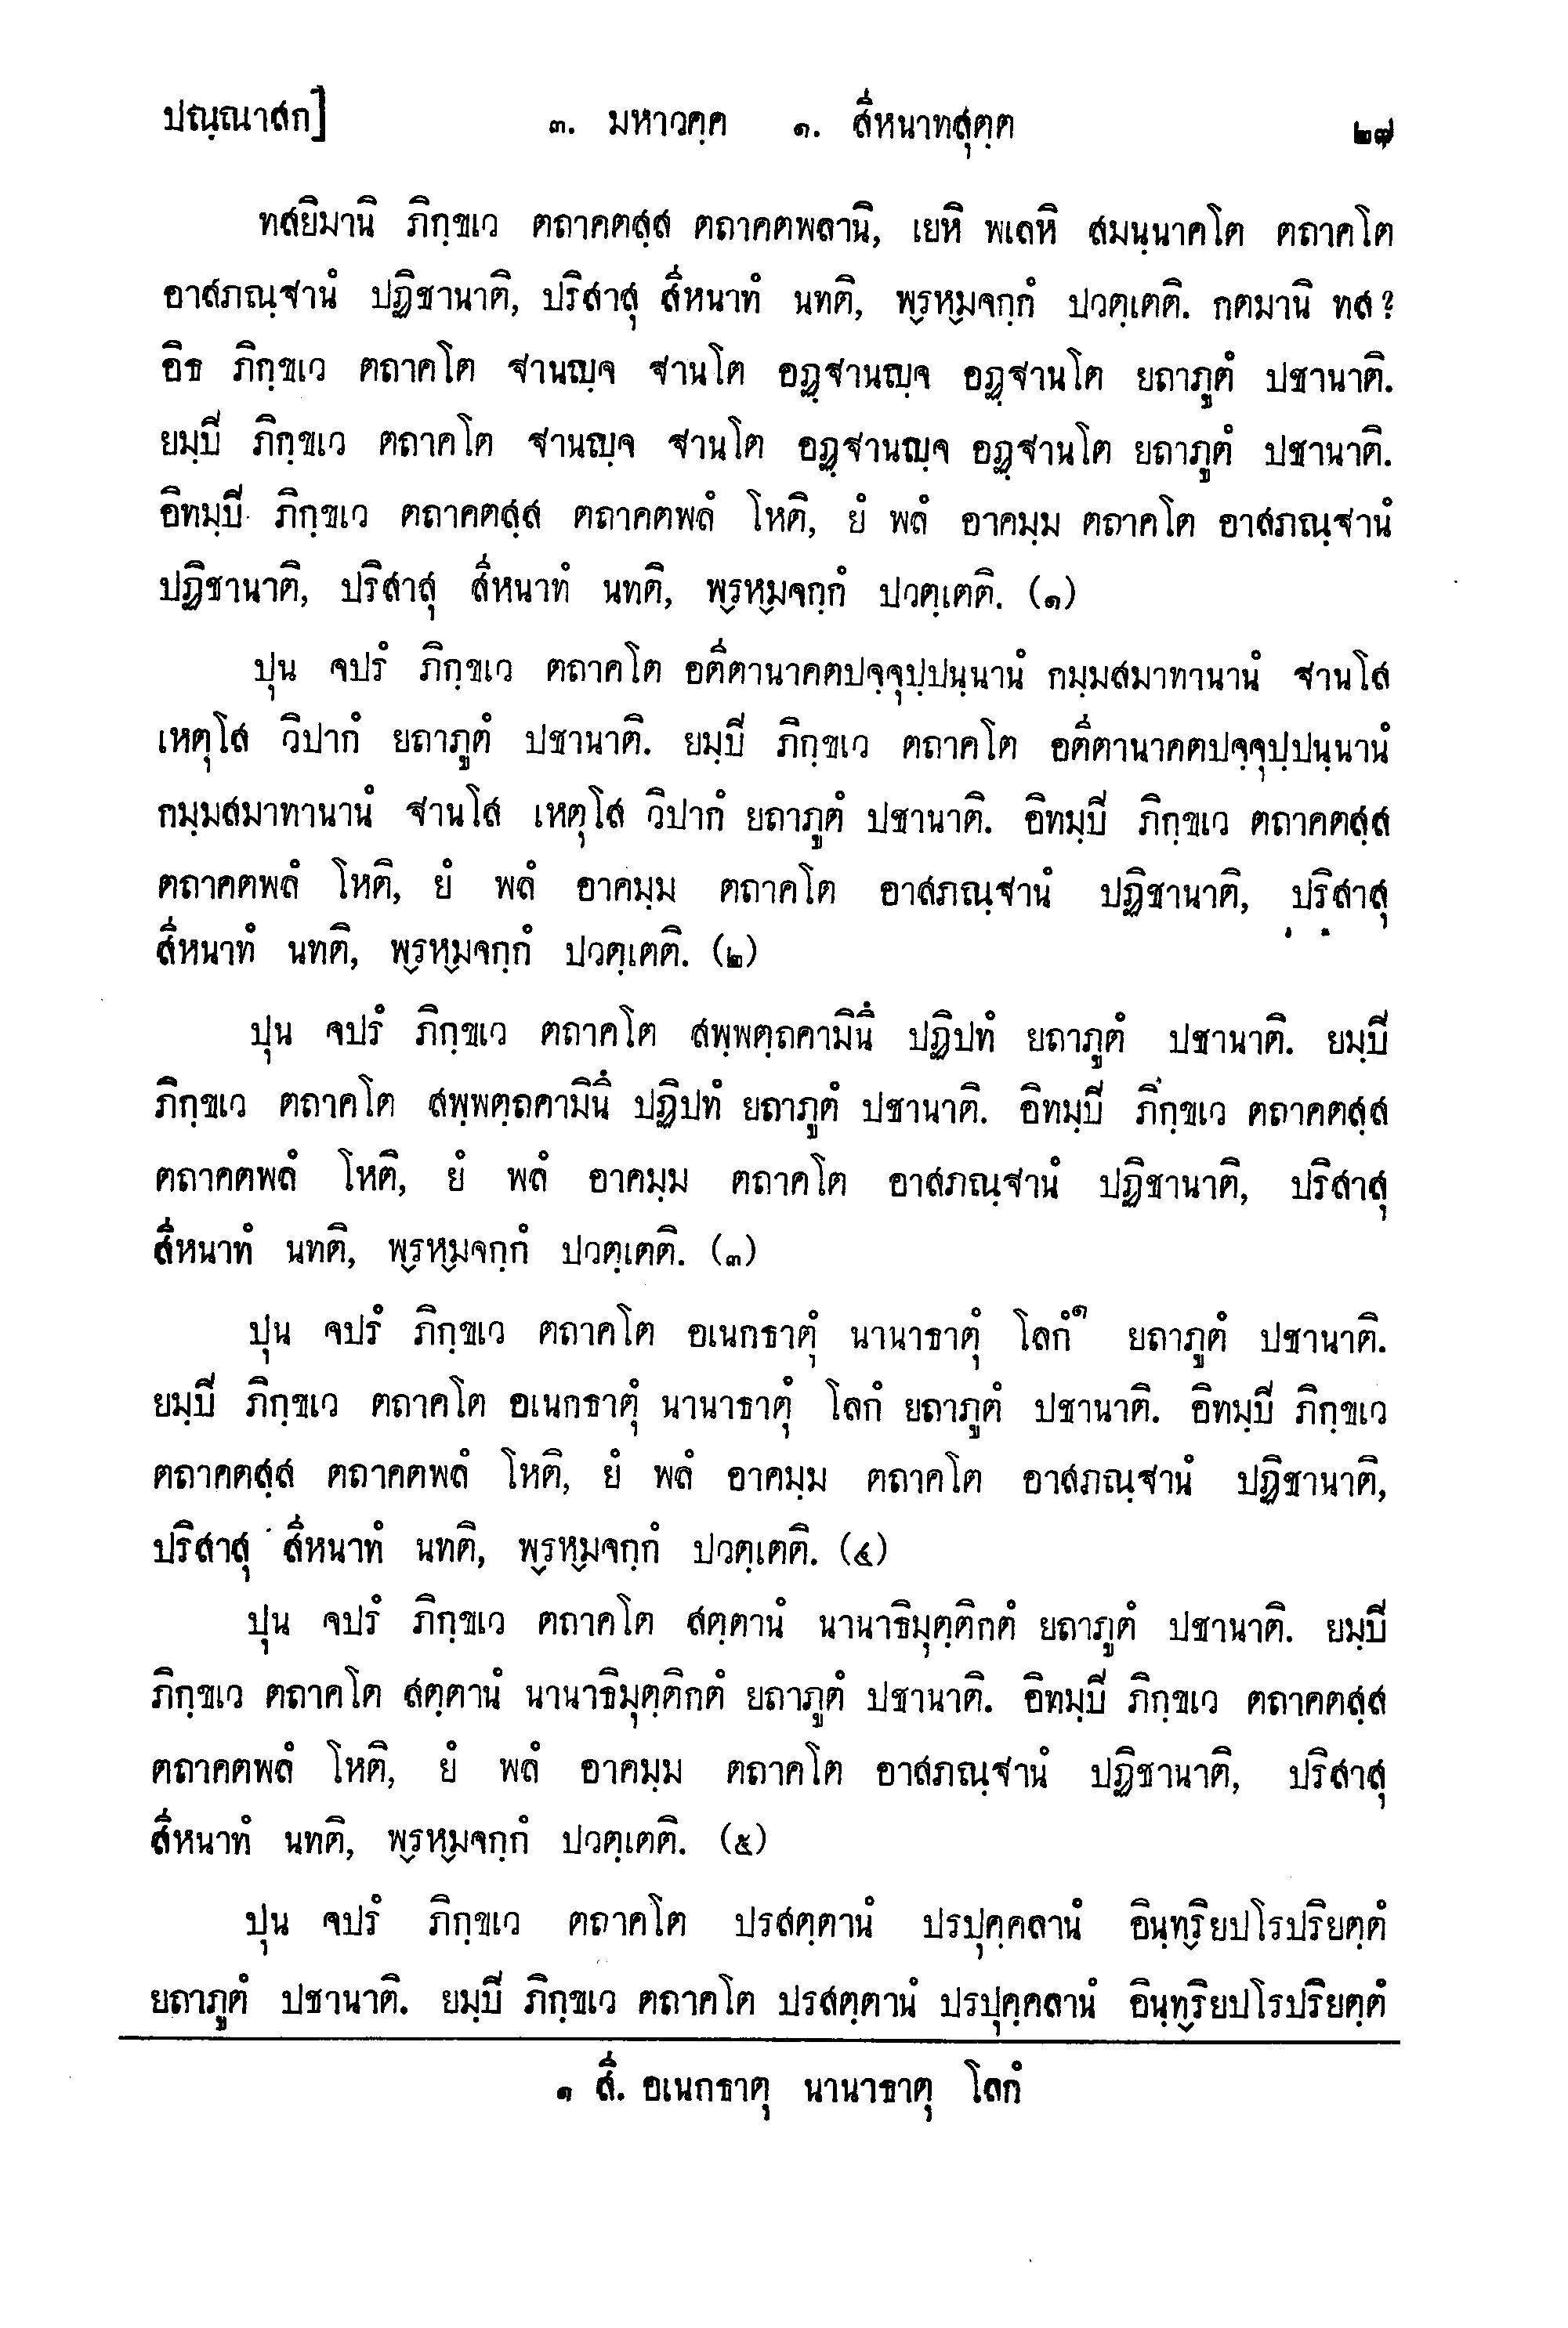 ปณฺณาสก]	๓. มหาวคฺค ๑. สีหนาทสุตฺต	๒๗
ทสยิมานิ ภิกฺขเว ตถาคตสฺส ตถาคตพลานิ, เยหิ พเลหิ สมนฺนาคโต ตถาคโต
อาสภณฺฐานํ ปฏิชานาติ, ปริสาสุ สีหนาทํ นทติ, พฺรหฺมจกฺกํ ปวตฺเตติ. กตมานิ ทส?
อิธ ภิกฺขเว ตถาคโต ฐานญฺจ ฐานโต อฏฺฐานญฺจ อฏฺฐานโต ยถาภูตํ ปชานาติ.
ยมฺปิ ภิกฺขเว ตถาคโต ฐานญฺจ ฐานโต อฏฺฐานญฺจ อฏฺฐานโต ยถาภูตํ ปชานาติ.
อิทมฺปิ ภิกฺขเว ตถาคตสฺส ตถาคตพลํ โหติ, ยํ พลํ อาคมฺม ตถาคโต อาสภณฺฐานํ
ปฏิชานาติ, ปริสาสุ สีหนาทํ นทติ, พฺรหฺมจกฺกํ ปวตฺเตติ. (๑)
ปุน จปรํ ภิกฺขเว ตถาคโต อตีตานาคตปจฺจุปฺปนฺนานํ กมฺมสมาทานานํ ฐานโส
เหตุโส วิปากํ ยถาภูตํ ปชานาติ. ยมฺปิ ภิกฺขเว ตถาคโต อตีตานาคตปจฺจุปฺปนฺนานํ
กมฺมสมาทานานํ ฐานโส เหตุโส วิปากํ ยถาภูตํ ปชานาติ. อิทมฺปิ ภิกฺขเว ตถาคตสฺส
ตถาคตพลํ โหติ, ยํ พลํ อาคมฺม ตถาคโต อาสภณฺฐานํ ปฏิชานาติ, ปริสาสุ
สีหนาทํ นทติ, พฺรหฺมจกฺกํ ปวตฺเตติ. (๒)
ปุน จปรํ ภิกฺขเว ตถาคโต สพฺพตฺถคามินึ ปฏิปทํ ยถาภูตํ ปชานาติ. ยมฺปิ
ภิกฺขเว ตถาคโต สพฺพตฺถคามินึ ปฏิปทํ ยถาภูตํ ปชานาติ. อิทมฺปิ ภิกฺขเว ตถาคตสฺส
ตถาคตพลํ โหติ, ยํ พลํ อาคมฺม ตถาคโต อาสภณฺฐานํ ปฏิชานาติ, ปริสาสุ
สีหนาทํ นทติ, พฺรหฺมจกฺกํ ปวตฺเตติ. (๓)
ปุน จปรํ ภิกฺขเว ตถาคโต อเนกธาตุํ นานาธาตุํ โลกํ๑ ยถาภูตํ ปชานาติ.
ยมฺปิ ภิกฺขเว ตถาคโต อเนกธาตุํ นานาธาตุํ โลกํ ยถาภูตํ ปชานาติ. อิทมฺปิ ภิกฺขเว
ตถาคตสฺส ตถาคตพลํ โหติ, ยํ พลํ อาคมฺม ตถาคโต อาสภณฺฐานํ ปฏิชานาติ,
ปริสาสุ สีหนาทํ นทติ, พฺรหฺมจกฺกํ ปวตฺเตติ. (๔)
ปุน จปรํ ภิกฺขเว ตถาคโต สตฺตานํ นานาธิมุตฺติกตํ ยถาภูตํ ปชานาติ. ยมฺปิ
ภิกฺขเว ตถาคโต สตฺตานํ นานาธิมุตฺติกตํ ยถาภูตํ ปชานาติ. อิทมฺปิ ภิกฺขเว ตถาคตสฺส
ตถาคตพลํ โหติ, ยํ พลํ อาคมฺม ตถาคโต อาสภณฺฐานํ ปฏิชานาติ, ปริสาสุ
สีหนาทํ นทติ, พฺรหฺมจกฺกํ ปวตฺเตติ. (๕)
ปุน จปรํ ภิกฺขเว ตถาคโต ปรสตฺตานํ ปรปุคฺคลานํ อินฺทฺริยปโรปริยตฺตํ
ยถาภูตํ ปชานาติ. ยมฺปิ ภิกฺขเว ตถาคโต ปรสตฺตานํ ปรปุคฺคลานํ อินฺทฺริยปโรปริยตฺตํ
๑ สี. อเนกธาตุ นานาธาตุ โลกํ